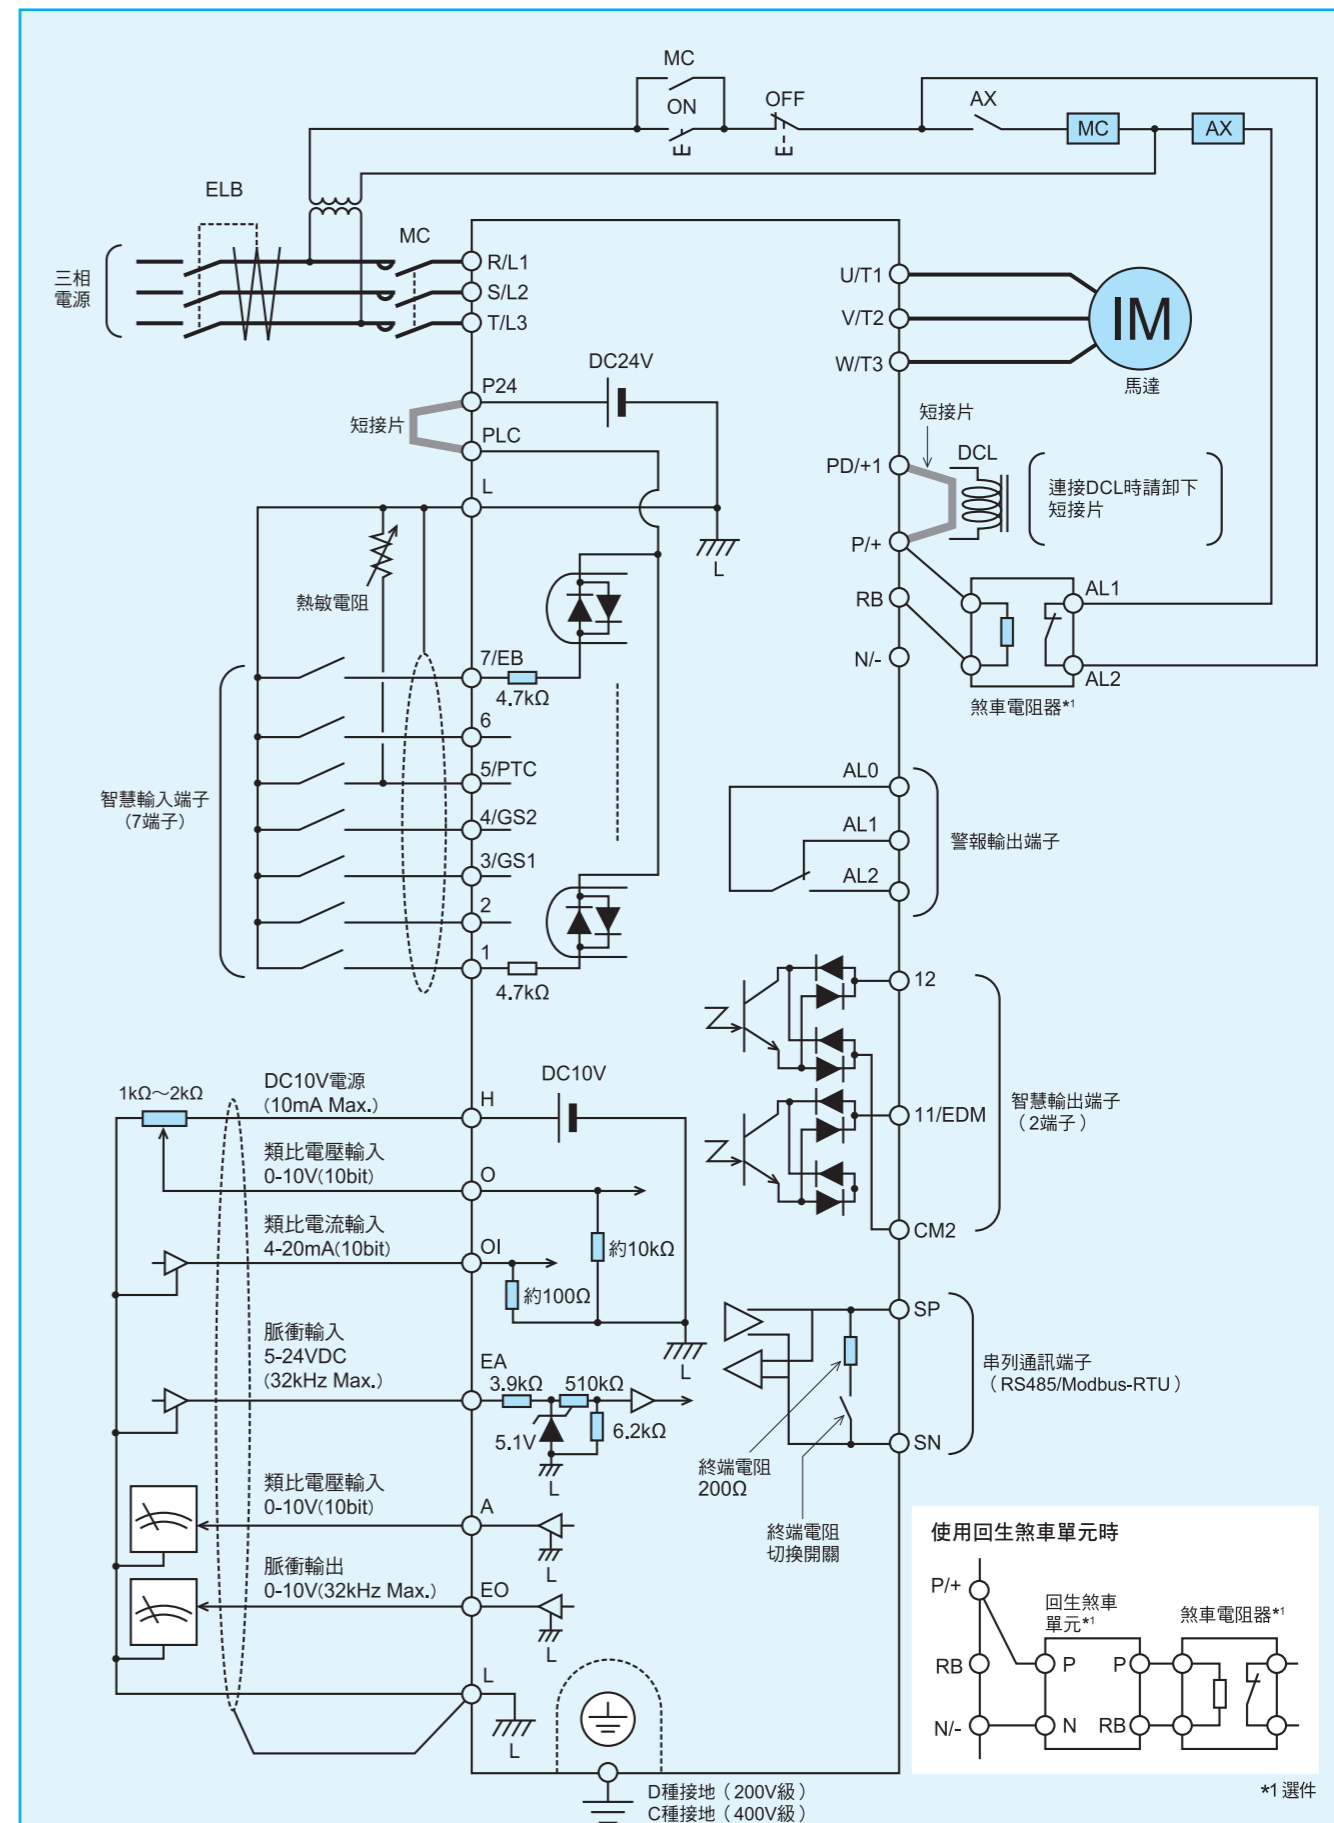 MC
ON
OFF
AX
MC
AX
ELB
MC
三相
電源
R/L1
S/L2
T/L3
U/T1
V/T2
W/T3
IM
馬達
P24
DC24V
短接片
PLC
L
L
熱敏電阻
短接片
PD/+1
DCL
連接DCL時請卸下
短接片
P/+
RB
N/-
AL1
AL2
煞車電阻器*1
7/EB
4.7kΩ
6
5/PTC
4/GS2
3/GS1
2
1
4.7kΩ
智慧輸入端子
(7端子)
AL0
AL1
AL2
警報輸出端子
12
11/EDM
CM2
智慧輸出端子
(2端子)
1kΩ~2kΩ
DC10V電源
(10mA Max.)
H
DC10V
類比電壓輸入
0-10V(10bit)
O
類比電流輸入
4-20mA(10bit)
OI
約10kΩ
約100Ω
L
脈衝輸入
5-24VDC
(32kHz Max.)
EA
3.9kΩ
510kΩ
5.1V
6.2kΩ
L
SP
SN
串列通訊端子
(RS485/Modbus-RTU)
終端電阻
200Ω
終端電阻
切換開關
類比電壓輸入
0-10V(10bit)
A
L
脈衝輸出
0-10V(32kHz Max.)
EO
L
L
L
D種接地(200V級)
C種接地(400V級)
使用回生煞車單元時
P/+
RB
N/-
回生煞車
單元*1
P
N
P
RB
煞車電阻器*1
*1 選件